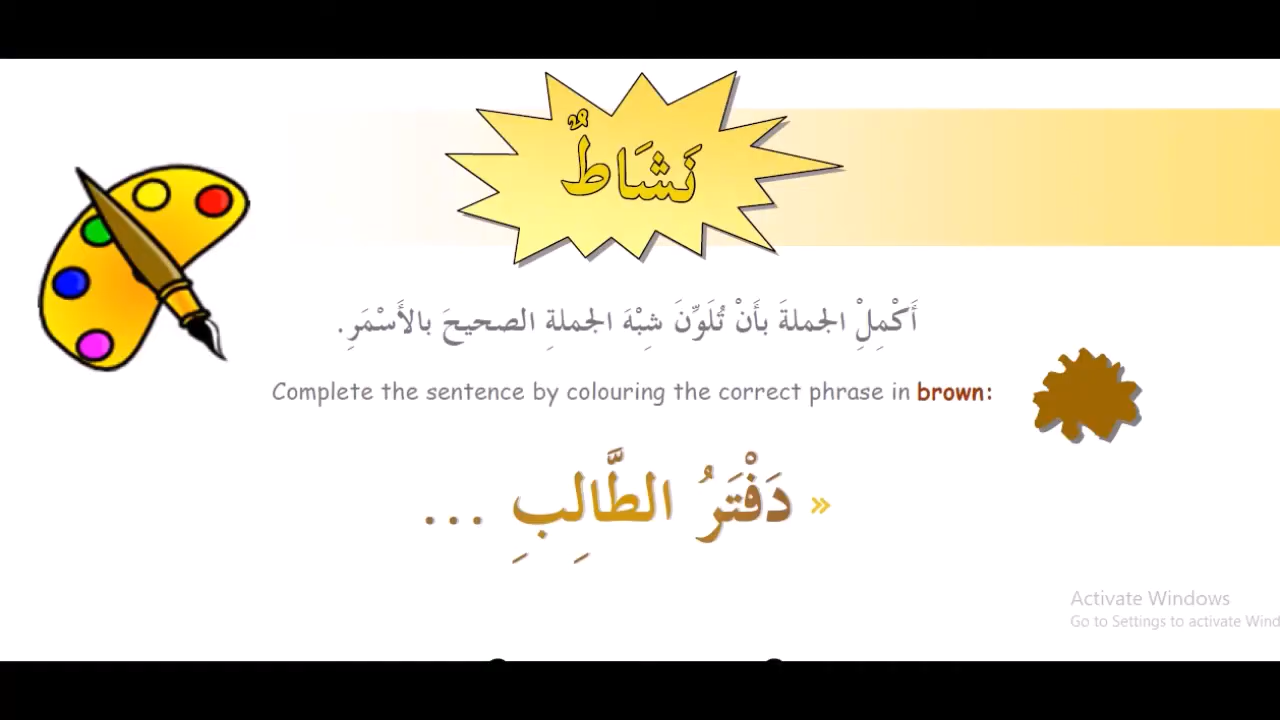 نَشَاطٌ
أَكْمِلِ الجملةَ بأَنْ تُلَوِّنَ شِبْهَ الجملةِ الصحيحَ بالأَسْمَرِ.
Complete the sentence by colouring the correct phrase in brown:
» دَفْتَرُ الطَّالِبِ ...
Activate Windows
Go to Settings to activate Wind